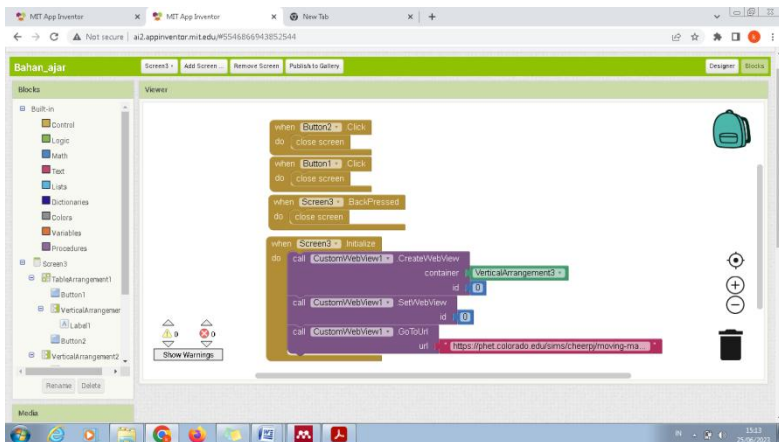 MIT App Inventor
MIT App Inventor
New Tab
Not secure | ai2.appinventor.mit.edu/#5546866943852544
Bahan_ajar
Screen3
Add Screen ...
Remove Screen
Publish to Gallery
Designer
Blocks
Blocks
Viewer
Built-in
Control
Logic
Math
Text
Lists
Dictionaries
Colors
Variables
Procedures
Screen3
TableArrangement1
Button1
VerticalArrangemer
A Label1
Button2
VerticalArrangement2
Rename
Delete
Media
when Button2 .Click
do close screen
when Button1 .Click
do close screen
when Screen3 .BackPressed
do close screen
when Screen3 .Initialize
do call CustomWebView1 .CreateWebView
container VerticalArrangement3
id 0
call CustomWebView1 .SetWebView
id 0
call CustomWebView1 .GoToUrl
url " https://phet.colorado.edu/sims/cheerpj/moving-ma... "
0
0
Show Warnings
IN
15:13
25/06/2022